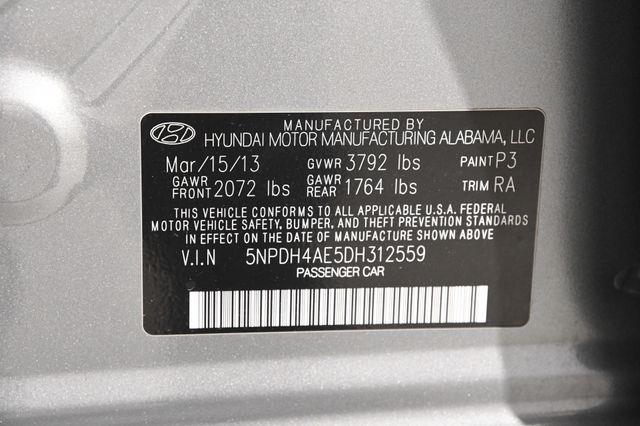 MANUFACTURED BY
HYUNDAI MOTOR MANUFACTURING ALABAMA, LLC
Mar/15/13 GVWR 3792 lbs PAINT P3
GAWR FRONT 2072 lbs GAWR REAR 1764 lbs TRIM RA
THIS VEHICLE CONFORMS TO ALL APPLICABLE U.S.A. FEDERAL
MOTOR VEHICLE SAFETY, BUMPER, AND THEFT PREVENTION STANDARDS
IN EFFECT ON THE DATE OF MANUFACTURE SHOWN ABOVE
V.I.N 5NPDH4AE5DH312559
PASSENGER CAR